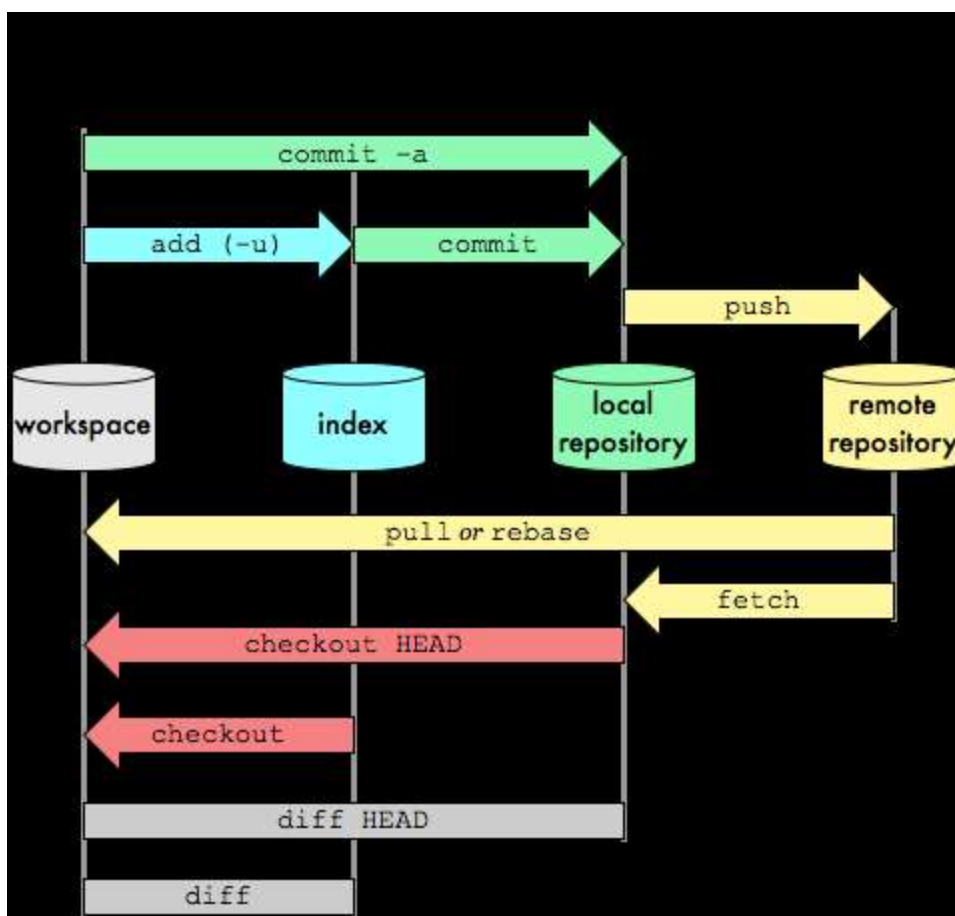 commit -a
add (-u)
commit
push
workspace
index
local
repository
remote
repository
pull or rebase
fetch
checkout HEAD
checkout
diff HEAD
diff